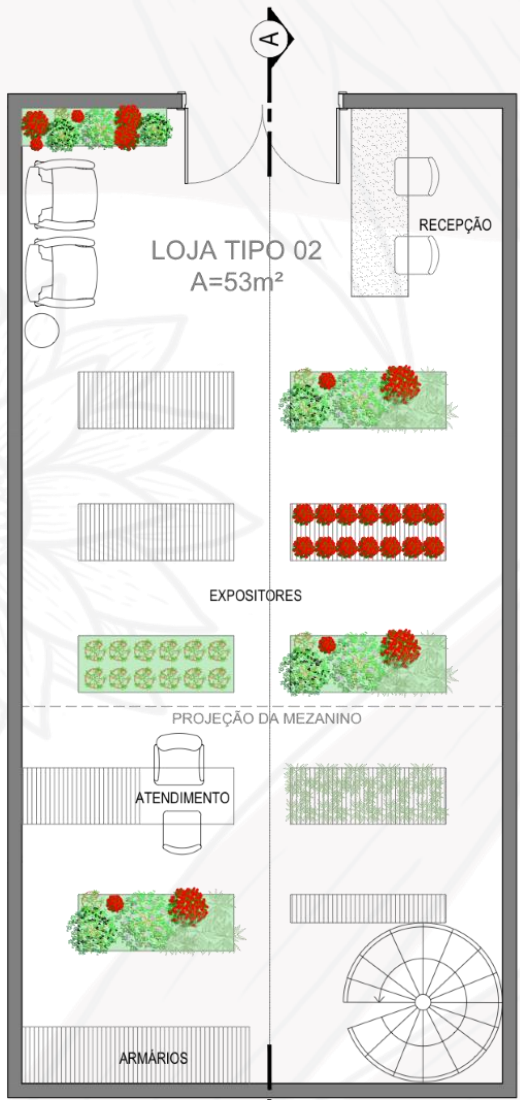 A
RECEPÇÃO
LOJA TIPO 02
A=53m²
EXPOSITORES
PROJEÇÃO DA MEZANINO
ATENDIMENTO
ARMÁRIOS